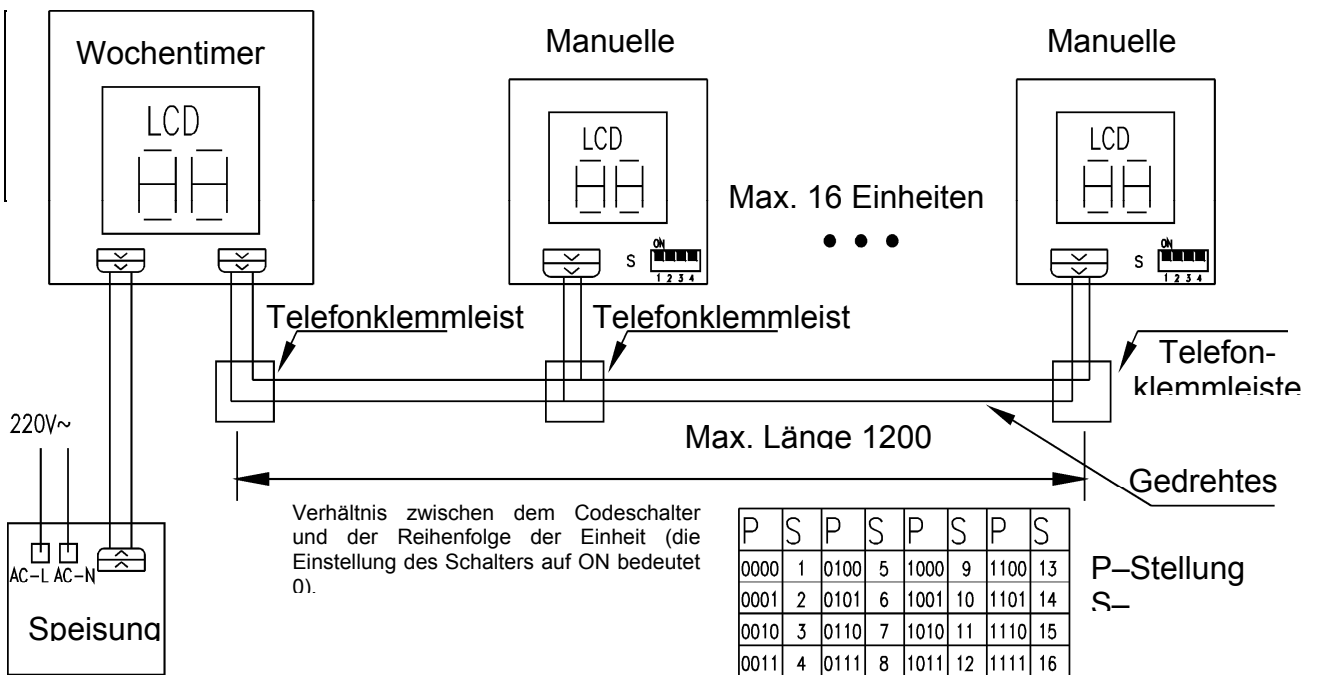 Wochentimer
LCD
Manuelle
LCD
ON
S
1 2 3 4
Max. 16 Einheiten
Manuelle
LCD
ON
S
1 2 3 4
Telefonklemmleist
Telefonklemmleist
Telefon-
klemmleiste
Max. Länge 1200
Gedrehtes
220V~
AC-L AC-N
Speisung
Verhältnis zwischen dem Codeschalter
und der Reihenfolge der Einheit (die
Einstellung des Schalters auf ON bedeutet
0).
P S P S P S P S
0000 1 0100 5 1000 9 1100 13
0001 2 0101 6 1001 10 1101 14
0010 3 0110 7 1010 11 1110 15
0011 4 0111 8 1011 12 1111 16
P–Stellung
S–